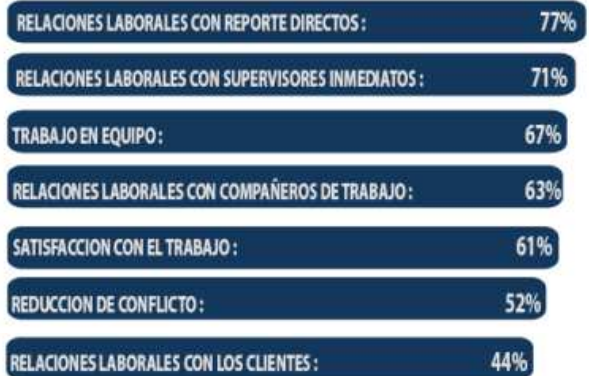 RELACIONES LABORALES CON REPORTE DIRECTOS : 77%
RELACIONES LABORALES CON SUPERVISORES INMEDIATOS : 71%
TRABAJO EN EQUIPO : 67%
RELACIONES LABORALES CON COMPAÑEROS DE TRABAJO : 63%
SATISFACCION CON EL TRABAJO : 61%
REDUCCION DE CONFLICTO : 52%
RELACIONES LABORALES CON LOS CLIENTES : 44%